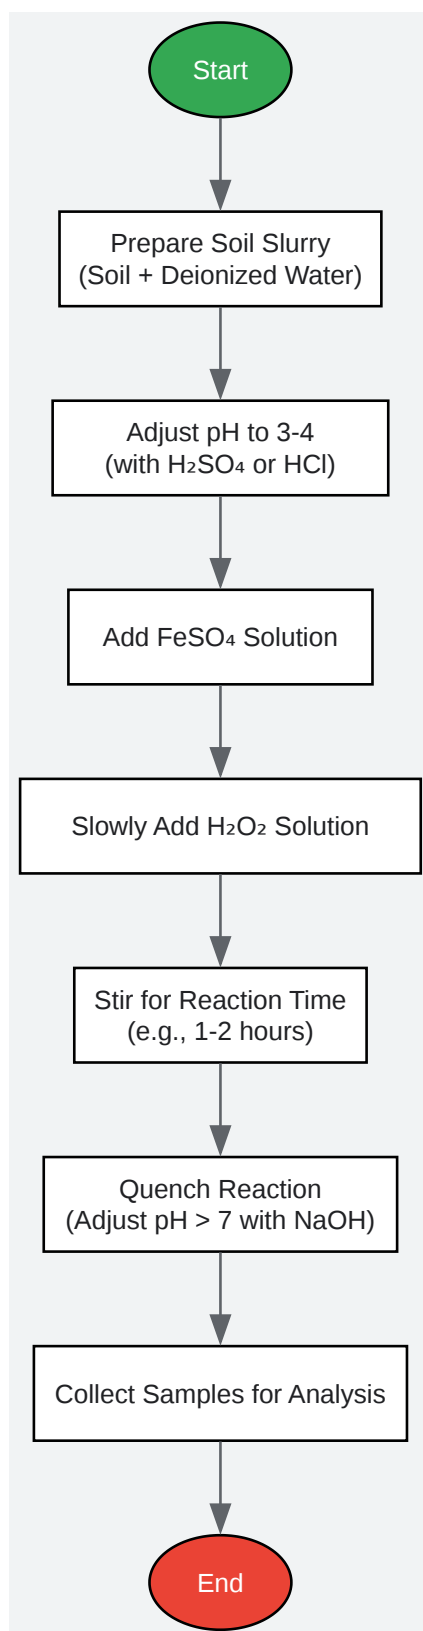 Start
Prepare Soil Slurry
(Soil + Deionized Water)
Adjust pH to 3-4
(with H₂SO₄ or HCl)
Add FeSO₄ Solution
Slowly Add H₂O₂ Solution
Stir for Reaction Time
(e.g., 1-2 hours)
Quench Reaction
(Adjust pH > 7 with NaOH)
Collect Samples for Analysis
End